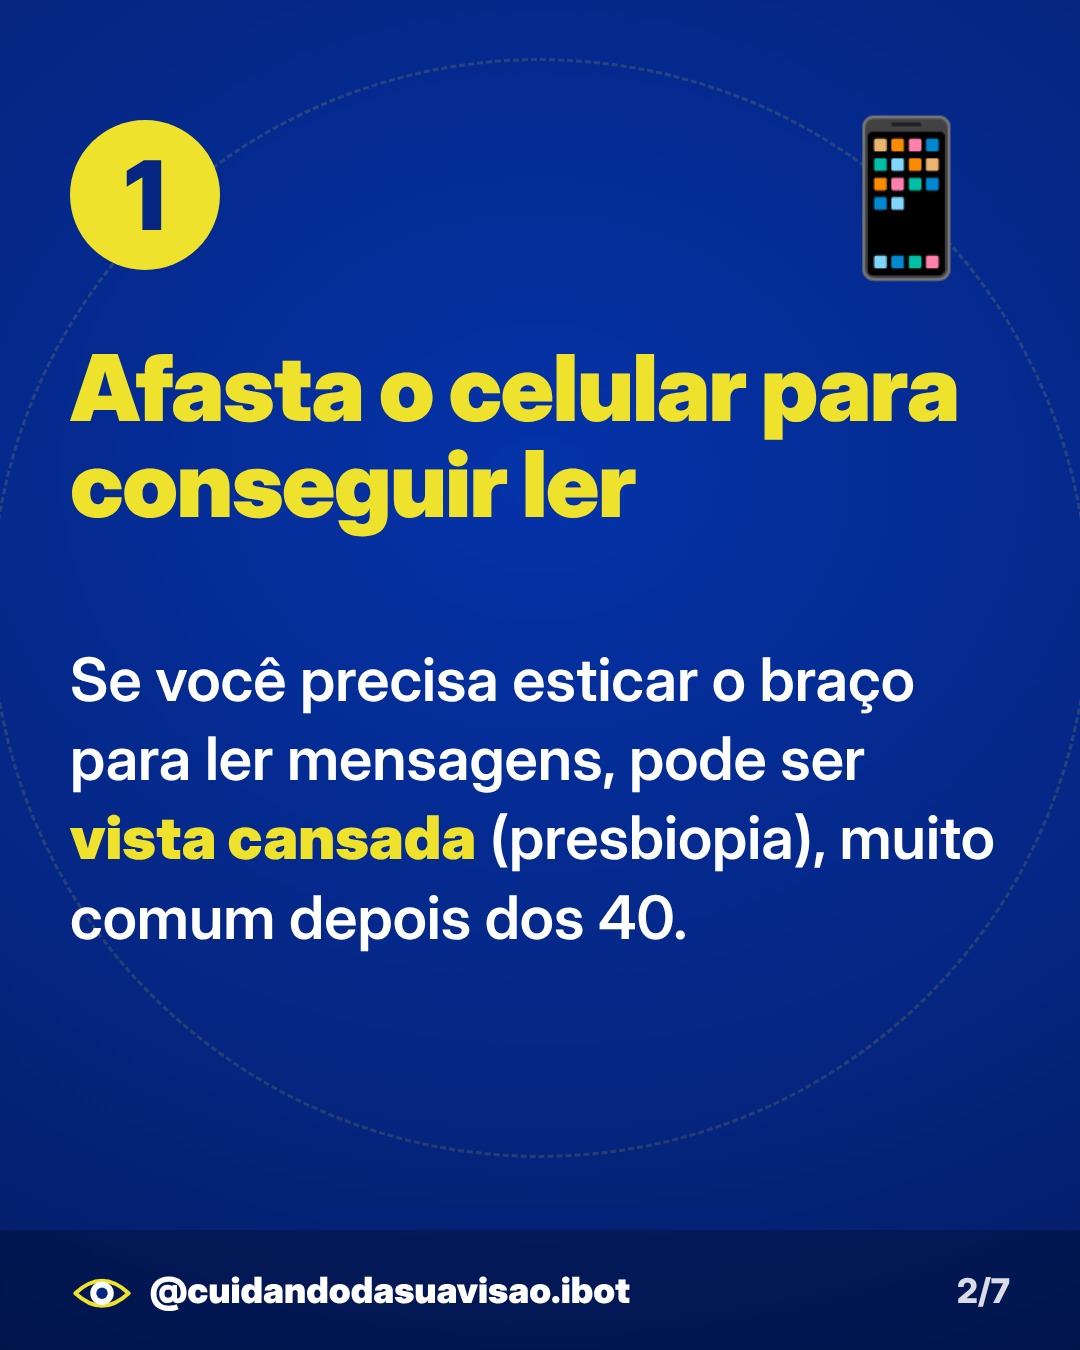 1
Afasta o celular para
conseguir ler
Se você precisa esticar o braço
para ler mensagens, pode ser
vista cansada (presbiopia), muito
comum depois dos 40.
@cuidandodasuavisao.ibot
2/7